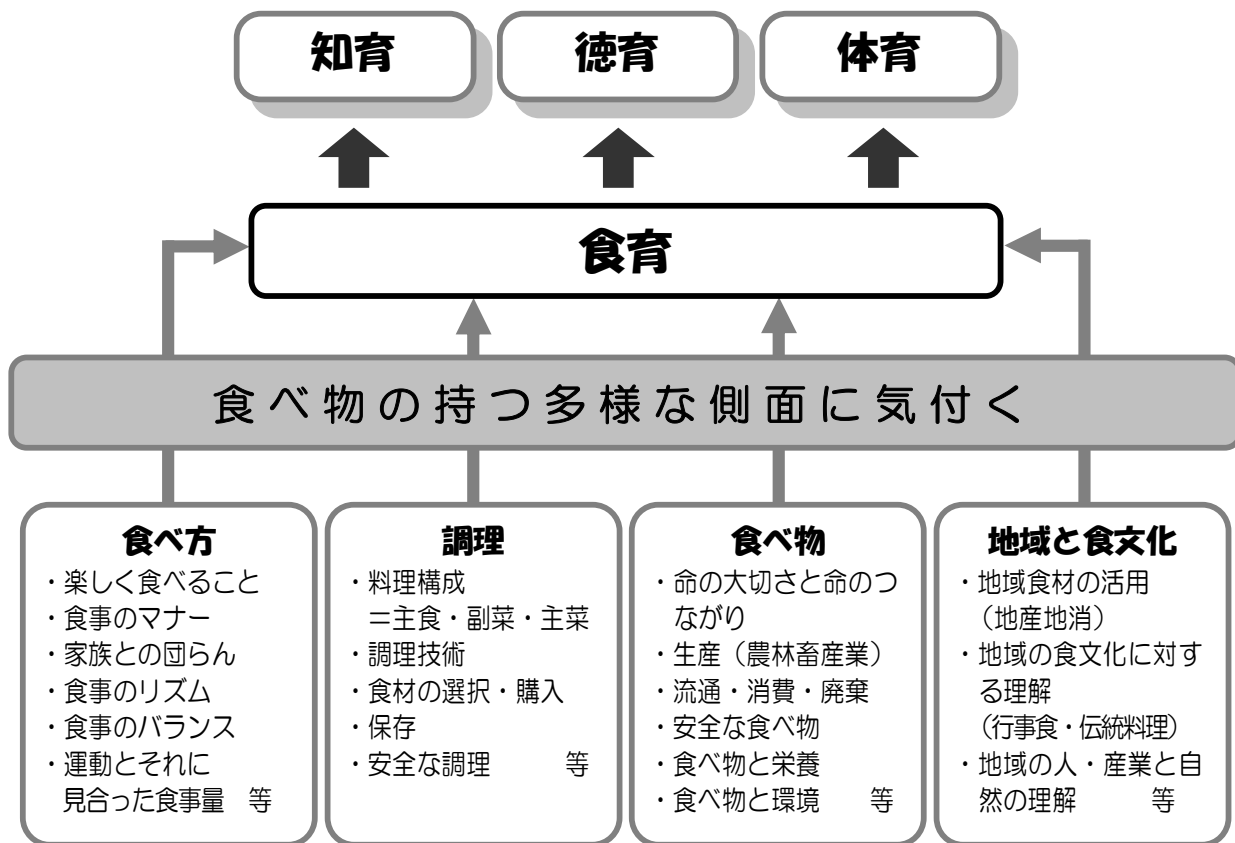 知育
徳育
体育
食育
食べ物の持つ多様な側面に気付く
食べ方
・楽しく食べること
・食事のマナー
・家族との団らん
・食事のリズム
・食事のバランス
・運動とそれに
見合った食事量　等
調理
・料理構成
＝主食・副菜・主菜
・調理技術
・食材の選択・購入
・保存
・安全な調理　　　等
食べ物
・命の大切さと命のつ
ながり
・生産（農林畜産業）
・流通・消費・廃棄
・安全な食べ物
・食べ物と栄養
・食べ物と環境　　等
地域と食文化
・地域食材の活用
（地産地消）
・地域の食文化に対す
る理解
（行事食・伝統料理）
・地域の人・産業と自
然の理解　　　等